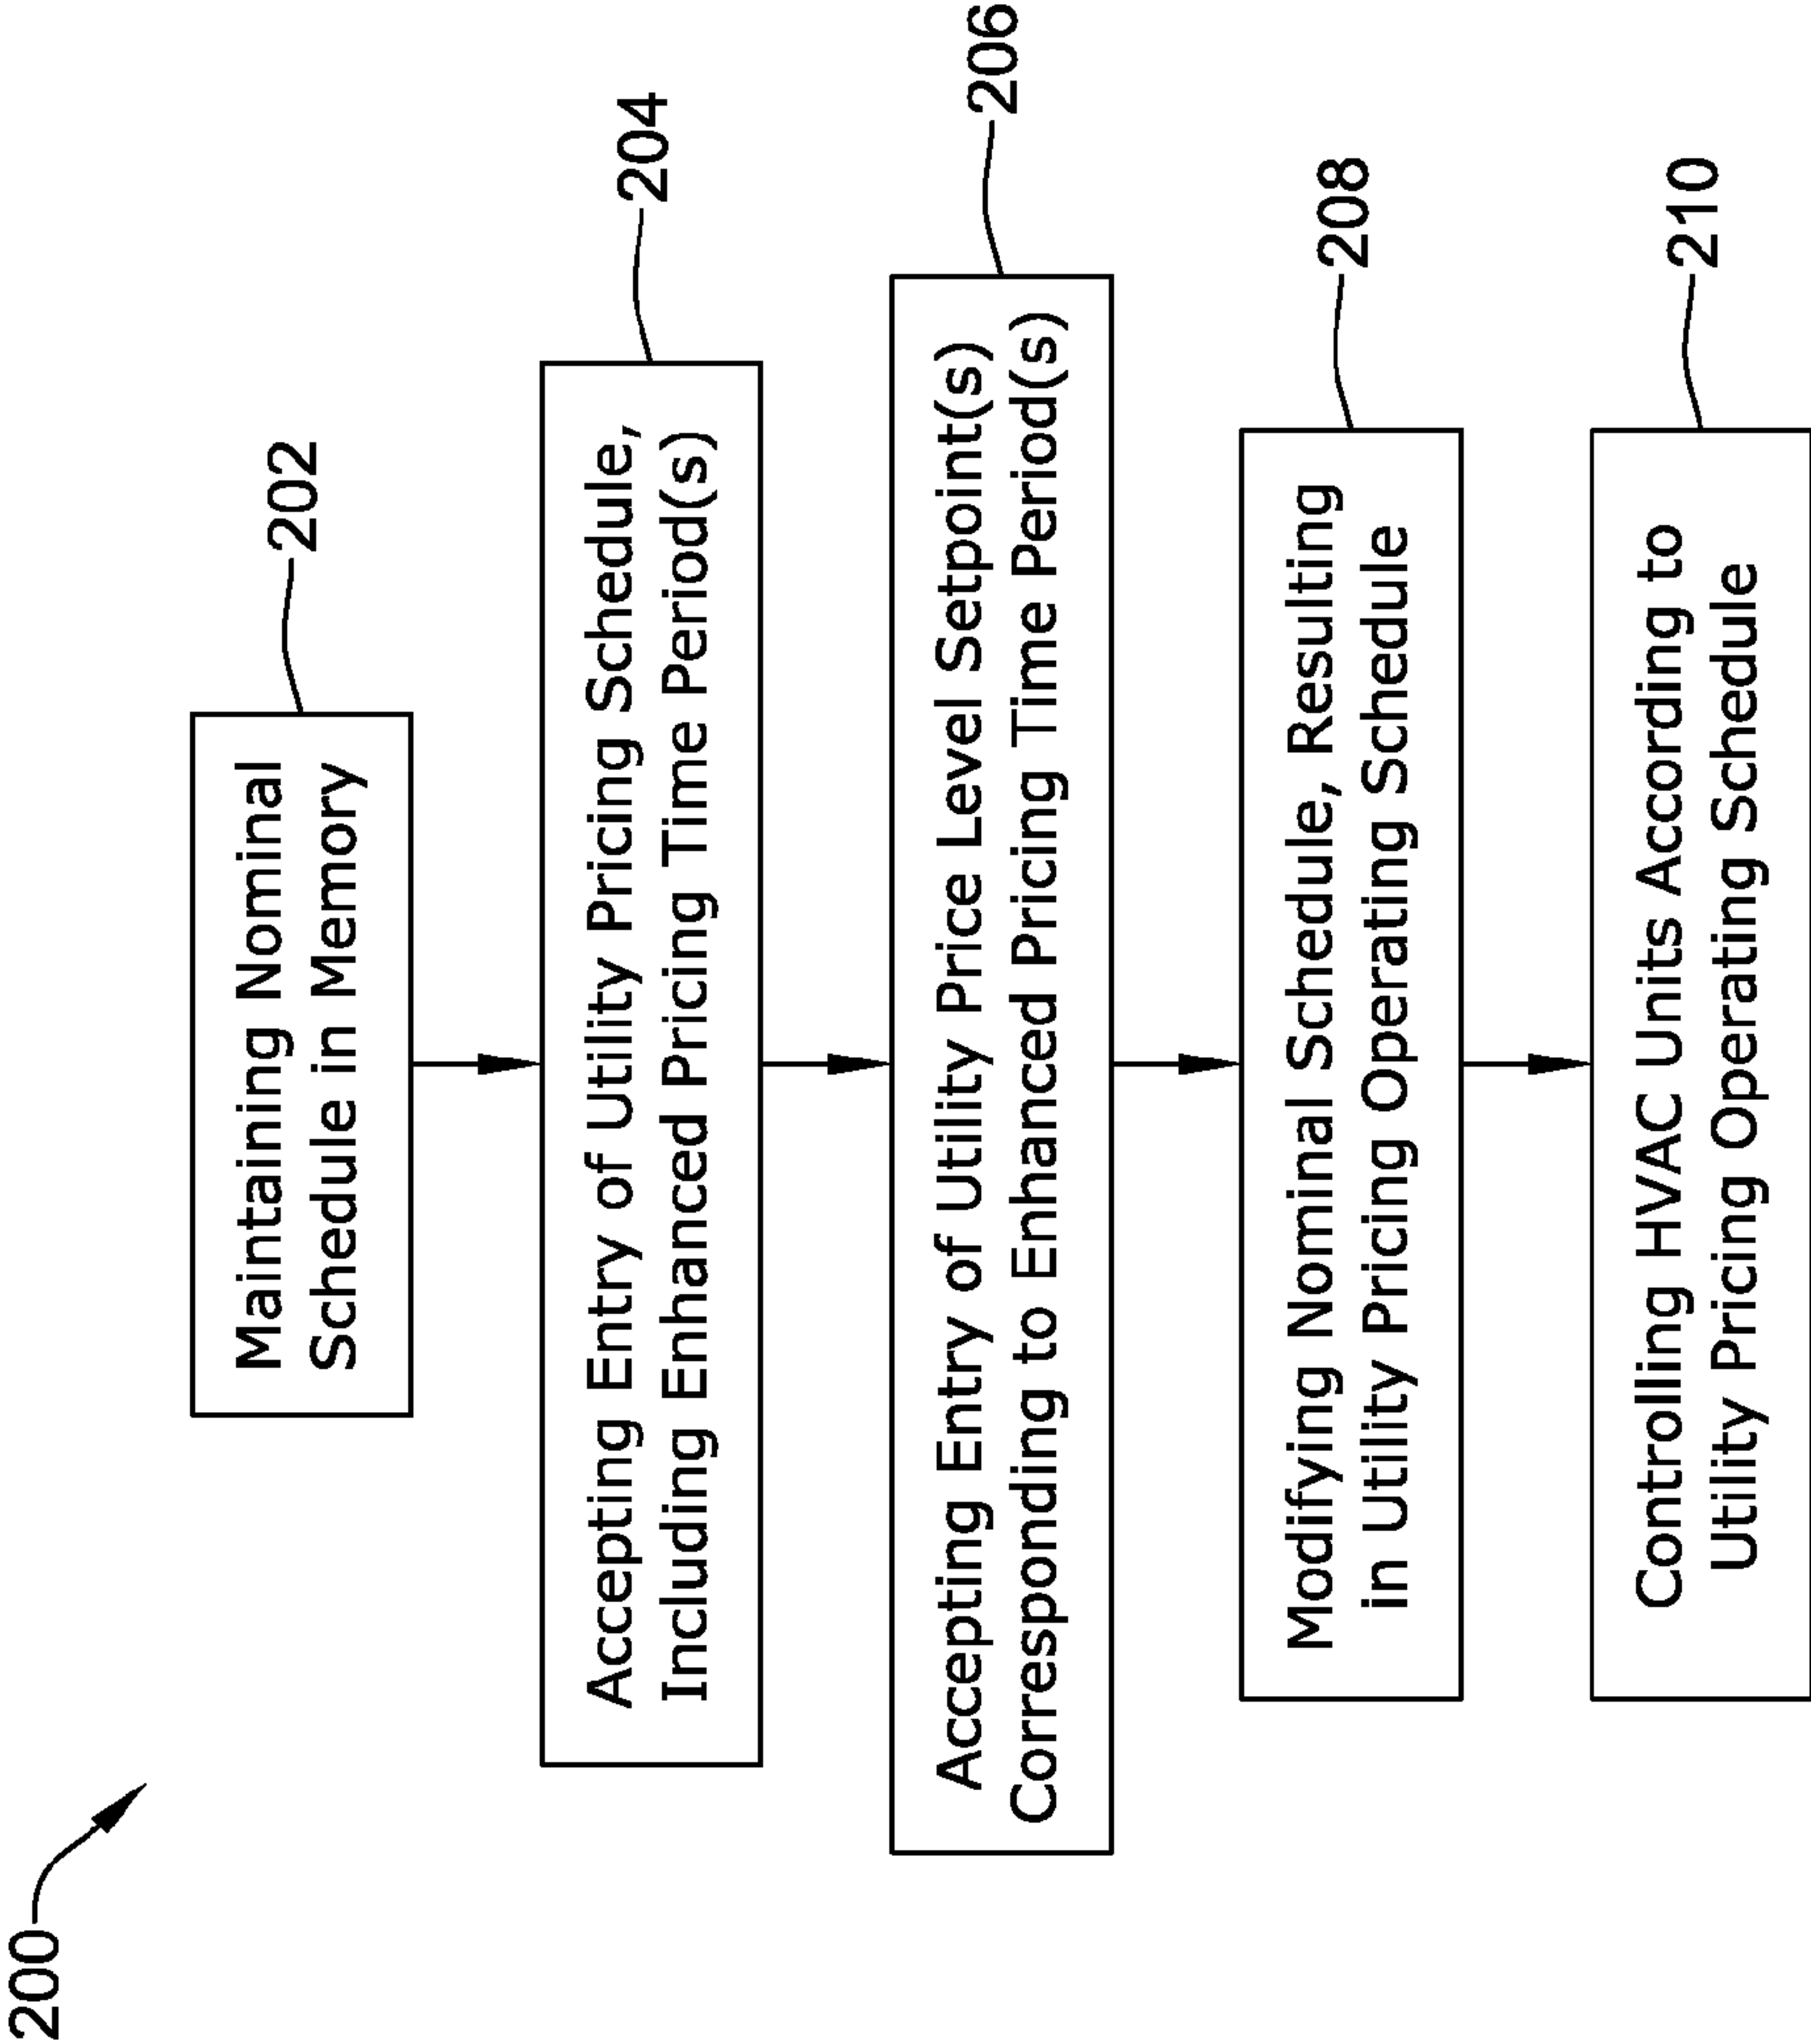 200
Maintaining Nominal
Schedule in Memory
202
Accepting Entry of Utility Pricing Schedule,
Including Enhanced Pricing Time Period(s)
204
Accepting Entry of Utility Price Level Setpoint(s)
Corresponding to Enhanced Pricing Time Period(s)
206
Modifying Nominal Schedule, Resulting
in Utility Pricing Operating Schedule
208
Controlling HVAC Units According to
Utility Pricing Operating Schedule
210